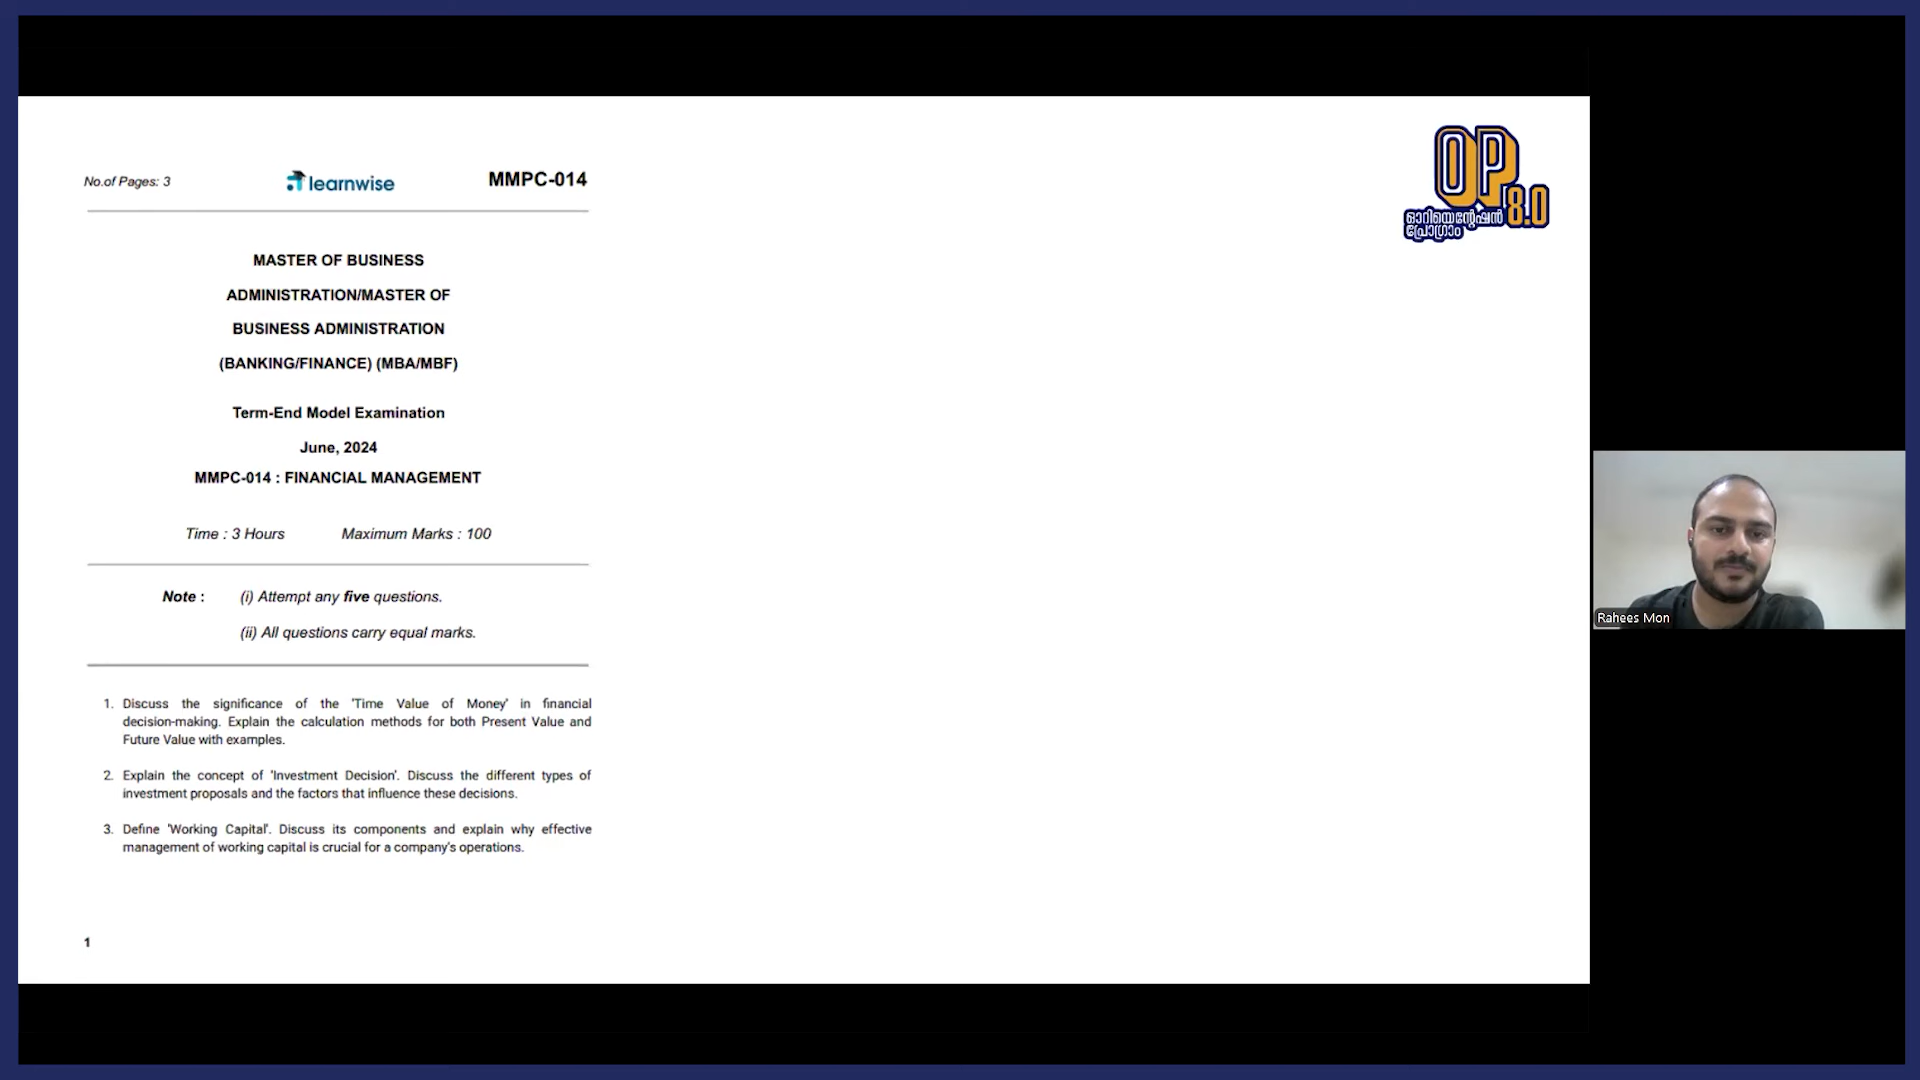 No.of Pages: 3
learnwise
MMPC-014
OP 8.0
ഓറിയെന്റേഷൻ
പ്രോഗ്രാം
MASTER OF BUSINESS
ADMINISTRATION/MASTER OF
BUSINESS ADMINISTRATION
(BANKING/FINANCE) (MBA/MBF)
Term-End Model Examination
June, 2024
MMPC-014 : FINANCIAL MANAGEMENT
Time : 3 Hours Maximum Marks : 100
Note : (i) Attempt any five questions.
(ii) All questions carry equal marks.
1. Discuss the significance of the 'Time Value of Money' in financial
decision-making. Explain the calculation methods for both Present Value and
Future Value with examples.
2. Explain the concept of 'Investment Decision'. Discuss the different types of
investment proposals and the factors that influence these decisions.
3. Define 'Working Capital'. Discuss its components and explain why effective
management of working capital is crucial for a company's operations.
1
Rahees Mon